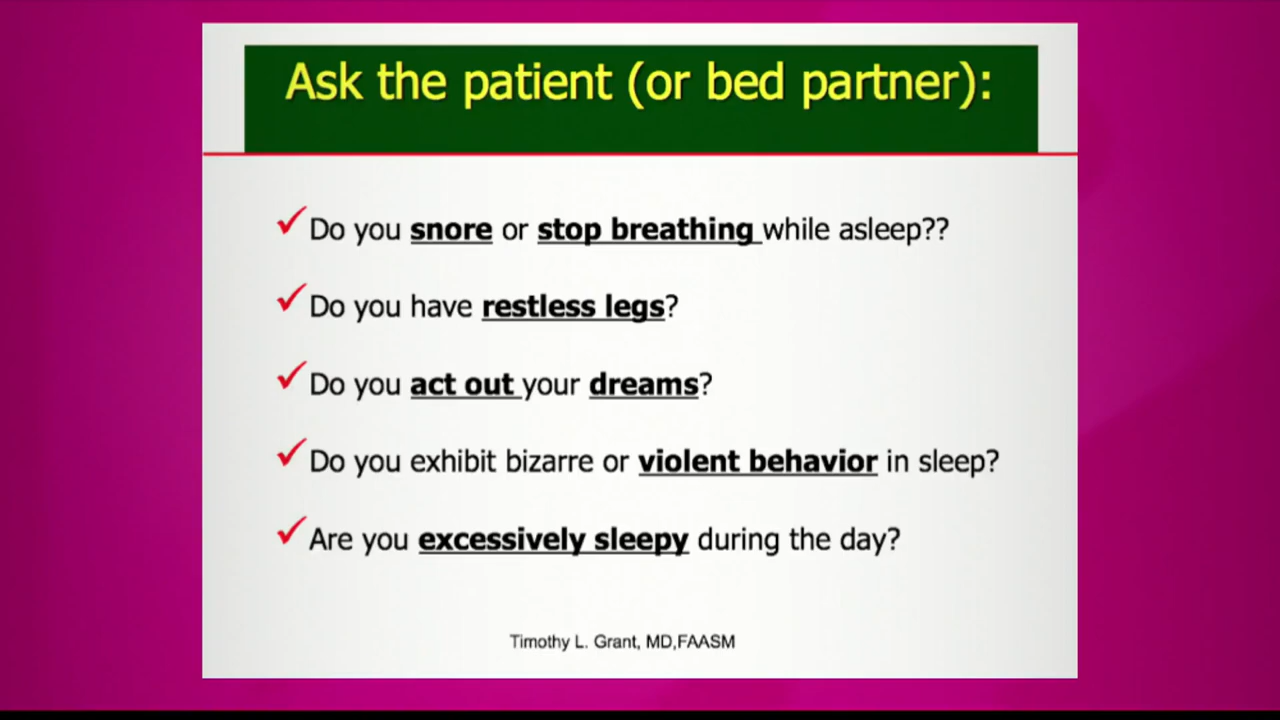 Ask the patient (or bed partner):
Do you snore or stop breathing while asleep??
Do you have restless legs?
Do you act out your dreams?
Do you exhibit bizarre or violent behavior in sleep?
Are you excessively sleepy during the day?
Timothy L. Grant, MD,FAASM